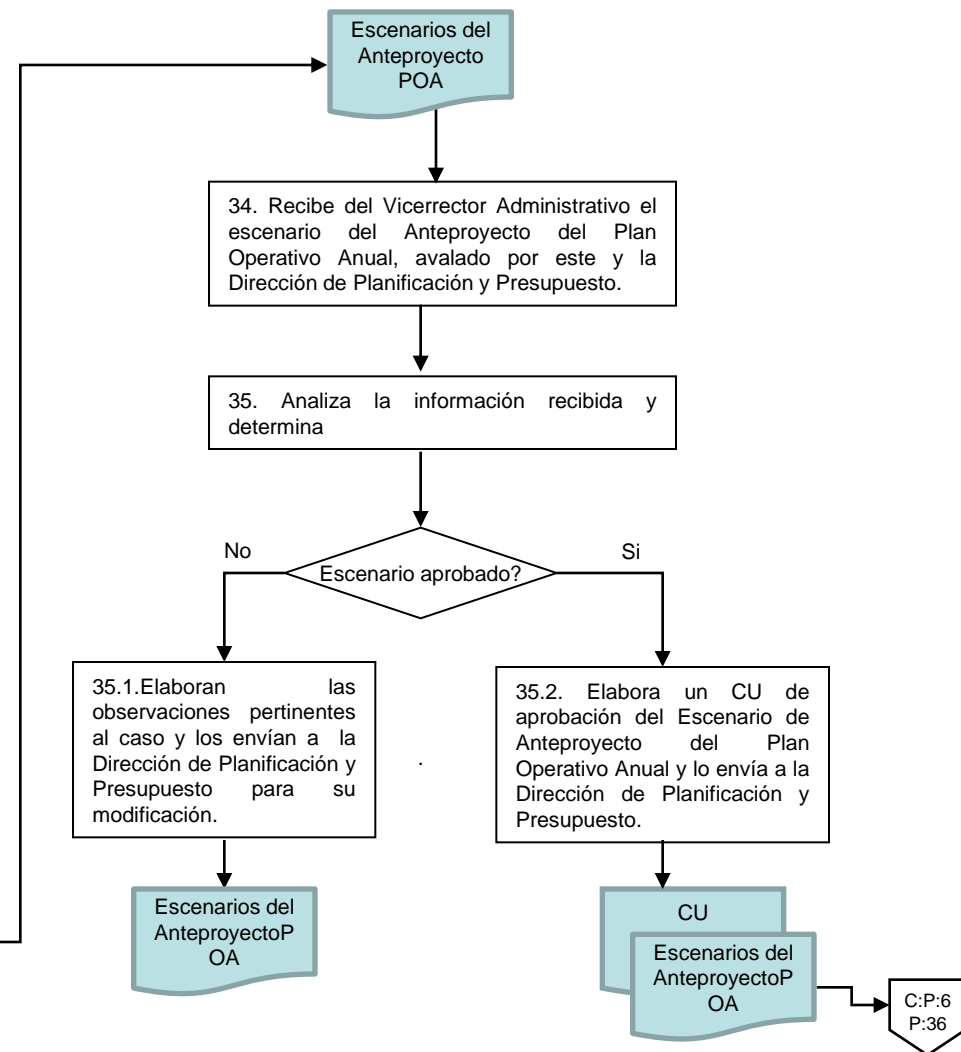 Escenarios del
Anteproyecto
POA
34. Recibe del Vicerrector Administrativo el
escenario del Anteproyecto del Plan
Operativo Anual, avalado por este y la
Dirección de Planificación y Presupuesto.
35. Analiza la información recibida y
determina
No
Si
Escenario aprobado?
35.1.Elaboran las
observaciones pertinentes
al caso y los envían a la
Dirección de Planificación y
Presupuesto para su
modificación.
.
35.2. Elabora un CU de
aprobación del Escenario de
Anteproyecto del Plan
Operativo Anual y lo envía a la
Dirección de Planificación y
Presupuesto.
Escenarios del
AnteproyectoP
OA
CU
Escenarios del
AnteproyectoP
OA
C:P:6
P:36